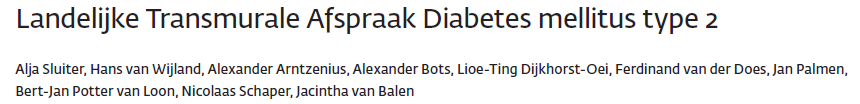 Landelijke Transmurale Afspraak Diabetes mellitus type 2
Alja Sluiter, Hans van Wijland, Alexander Arntzenius, Alexander Bots, Lioe-Ting Dijkhorst-Oei, Ferdinand van der Does, Jan Palmen,
Bert-Jan Potter van Loon, Nicolaas Schaper, Jacintha van Balen